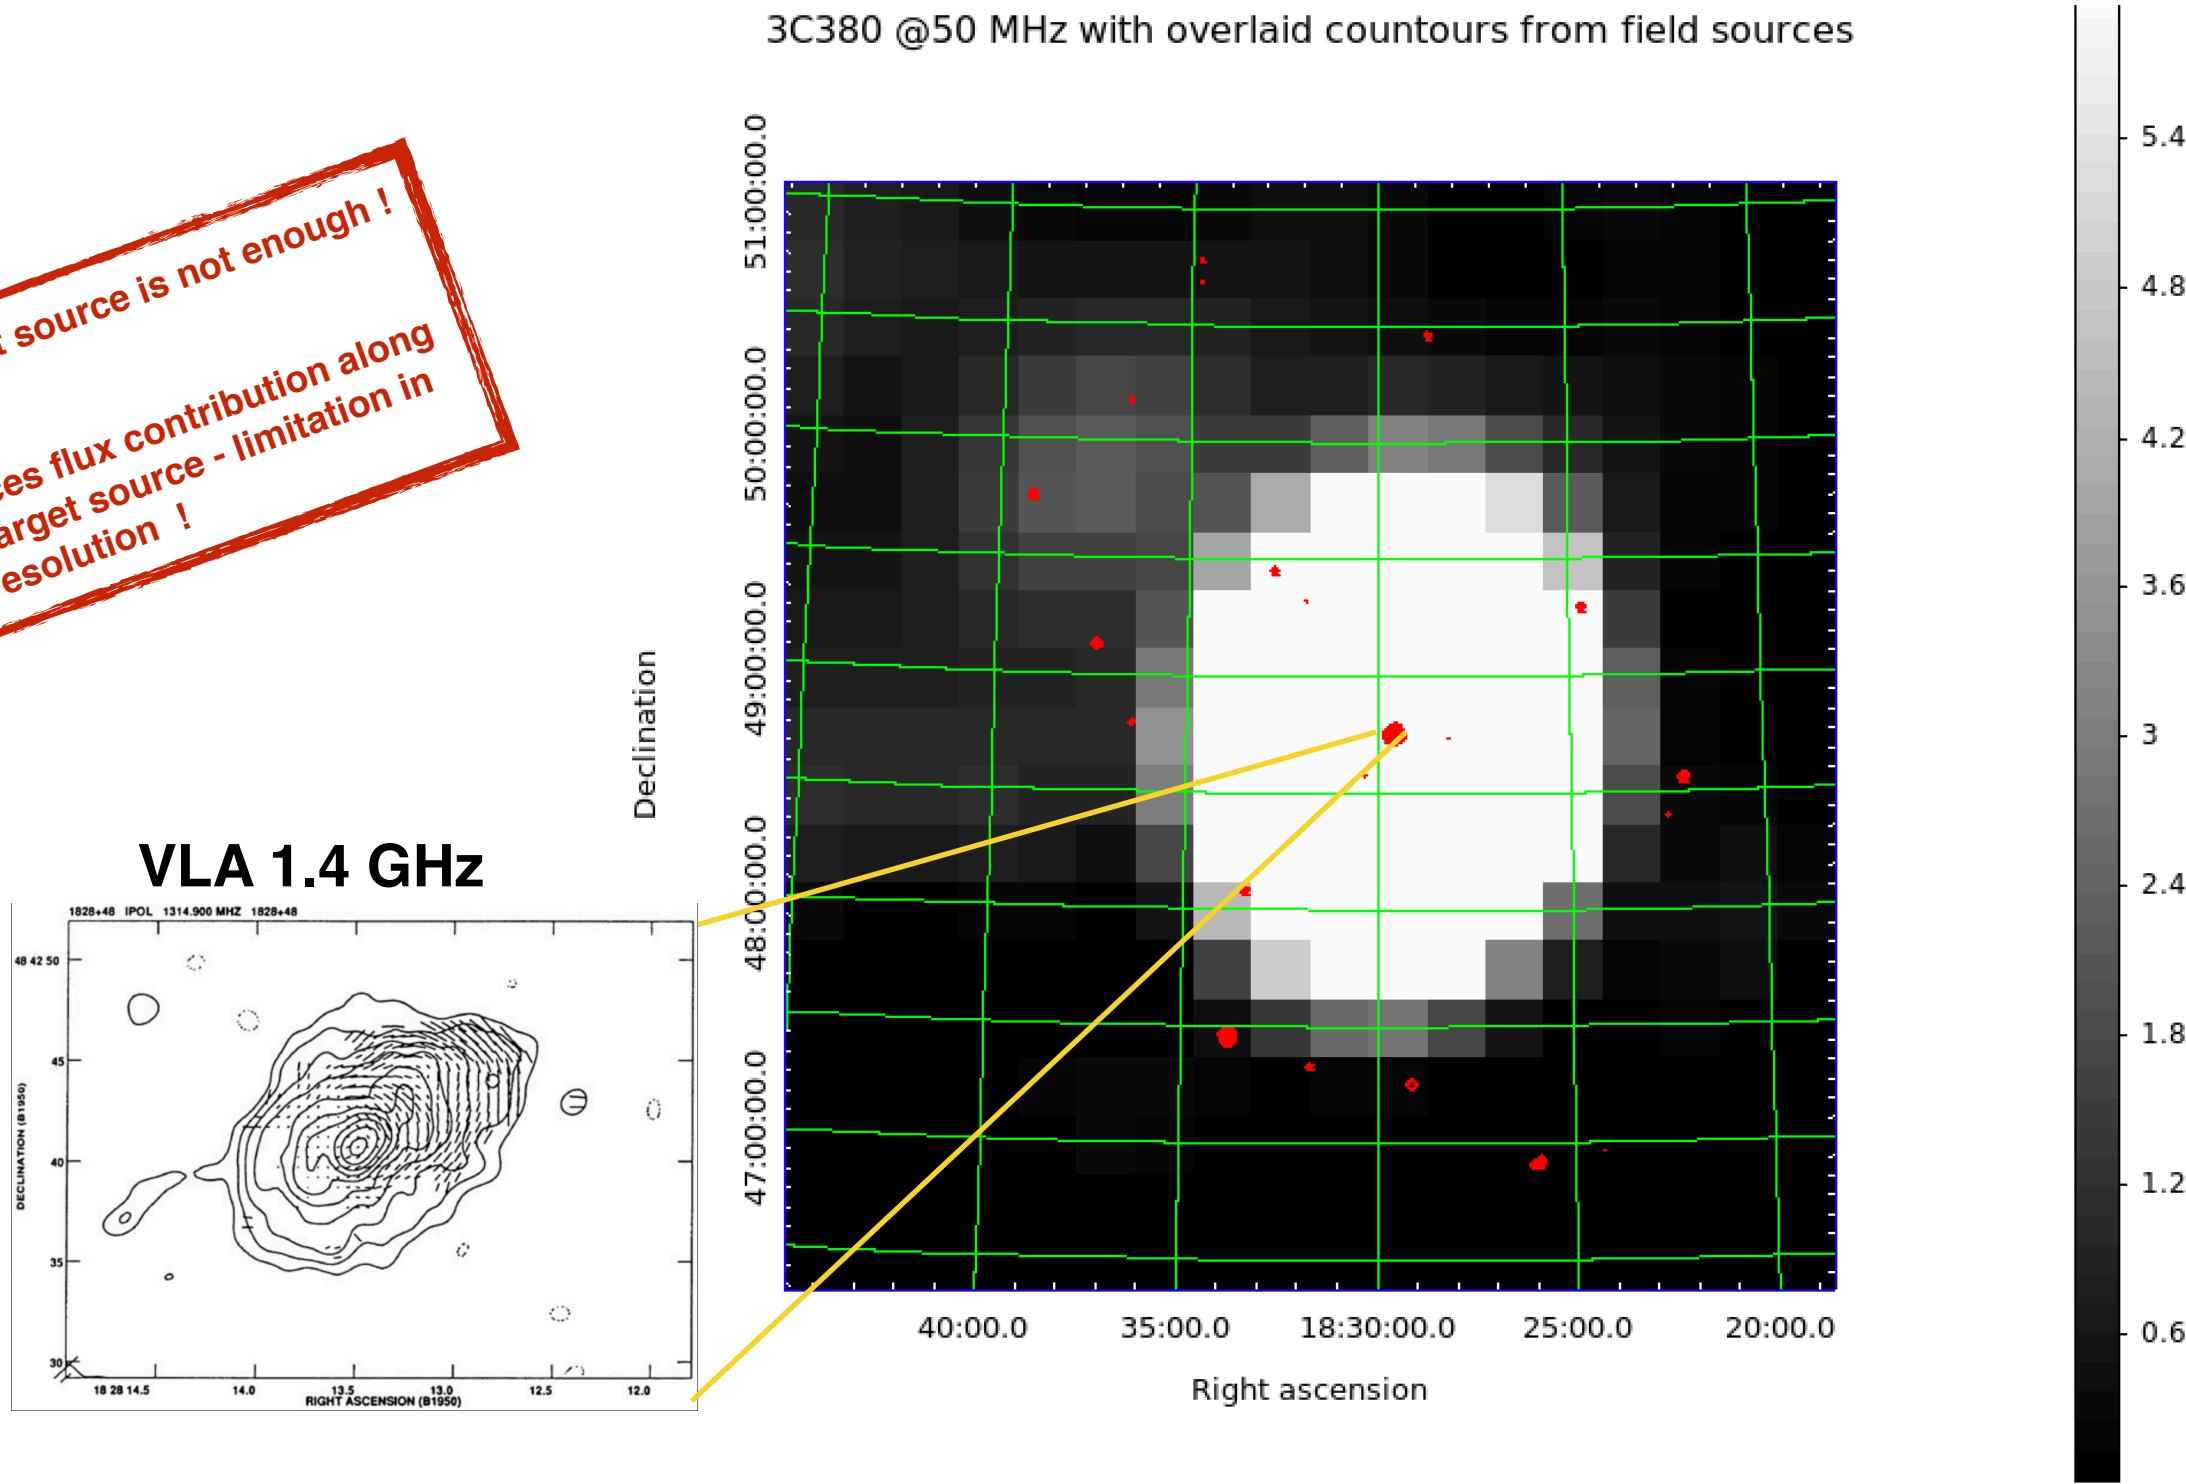 3C380 @50 MHz with overlaid countours from field sources
source is not enough !
flux contribution along
target source - limitation in
resolution !
51:00:00.0
50:00:00.0
49:00:00.0
48:00:00.0
47:00:00.0
Declination
40:00.0 35:00.0 18:30:00.0 25:00.0 20:00.0
Right ascension
5.4
4.8
4.2
3.6
3
2.4
1.8
1.2
0.6
VLA 1.4 GHz
1828+48 IPOL 1314.900 MHZ 1828+48
48 42 50
45
40
35
30
DECLINATION (B1950)
18 28 14.5 14.0 13.5 13.0 12.5 12.0
RIGHT ASCENSION (B1950)